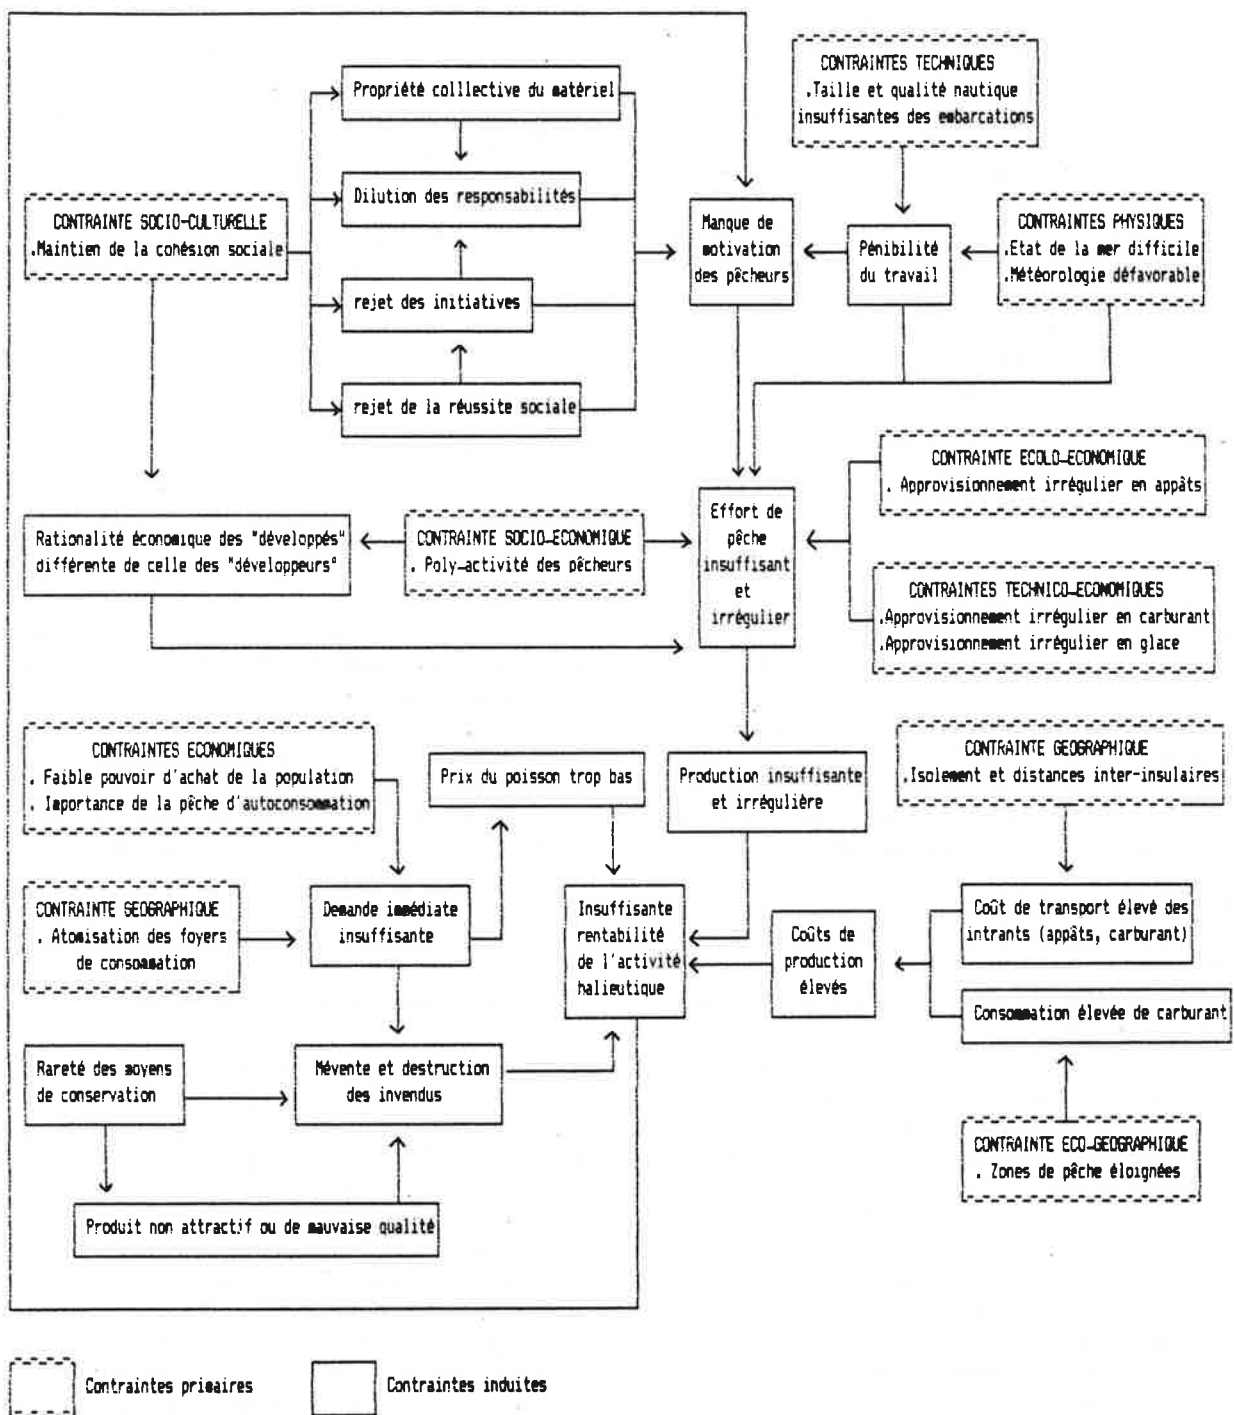 CONTRAINTES TECHNIQUES
.Taille et qualité nautique
insuffisantes des embarcations
Propriété colllective du matériel
Dilution des responsabilités
CONTRAINTE SOCIO-CULTURELLE
.Maintien de la cohésion sociale
rejet des initiatives
rejet de la réussite sociale
Manque de
motivation
des pêcheurs
Pénibilité
du travail
CONTRAINTES PHYSIQUES
.Etat de la mer difficile
.Météorologie défavorable
CONTRAINTE ECOLO-ECONOMIQUE
. Approvisionnement irrégulier en appâts
Rationalité économique des "développés"
différente de celle des "développeurs"
CONTRAINTE SOCIO-ECONOMIQUE
. Poly-activité des pêcheurs
Effort de
pêche
insuffisant
et
irrégulier
CONTRAINTES TECHNICO-ECONOMIQUES
.Approvisionnement irrégulier en carburant
.Approvisionnement irrégulier en glace
CONTRAINTES ECONOMIQUES
. Faible pouvoir d'achat de la population
. Importance de la pêche d'autoconsommation
Prix du poisson trop bas
Production insuffisante
et irrégulière
CONTRAINTE GEOGRAPHIQUE
.Isolement et distances inter-insulaires
CONTRAINTE GEOGRAPHIQUE
. Atomisation des foyers
de consommation
Demande immédiate
insuffisante
Insuffisante
rentabilité
de l'activité
halieutique
Coûts de
production
élevés
Coût de transport élevé des
intrants (appâts, carburant)
Consommation élevée de carburant
Rareté des moyens
de conservation
Mévente et destruction
des invendus
CONTRAINTE ECO-GEOGRAPHIQUE
. Zones de pêche éloignées
Produit non attractif ou de mauvaise qualité
Contraintes primaires
Contraintes induites